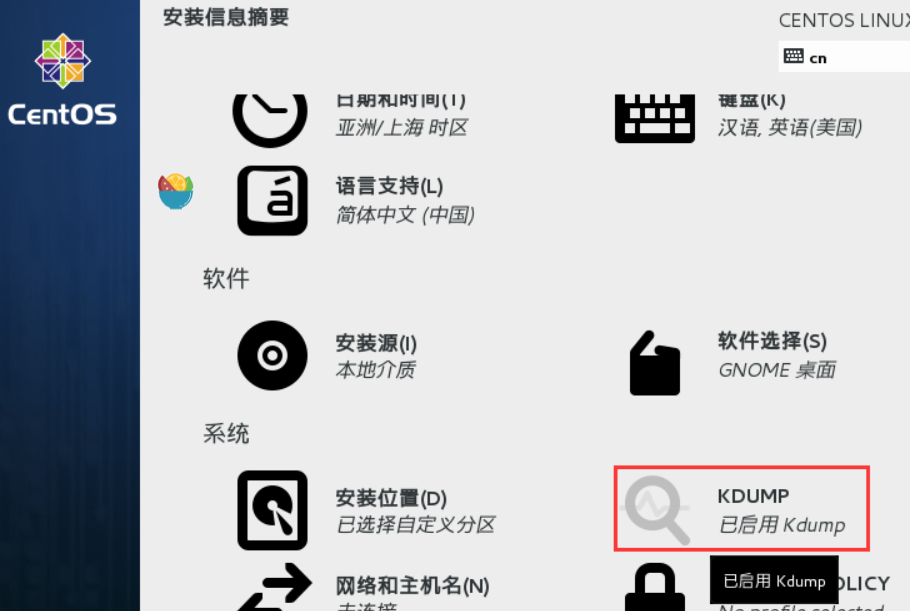 安装信息摘要
CENTOS LINUX
cn
CentOS
日期和时间(T)
亚洲/上海 时区
键盘(K)
汉语, 英语(美国)
语言支持(L)
简体中文 (中国)
软件
安装源(I)
本地介质
软件选择(S)
GNOME 桌面
系统
安装位置(D)
已选择自定义分区
KDUMP
已启用 Kdump
网络和主机名(N)
未连接
已启用 Kdump
OLICY
No profile selected